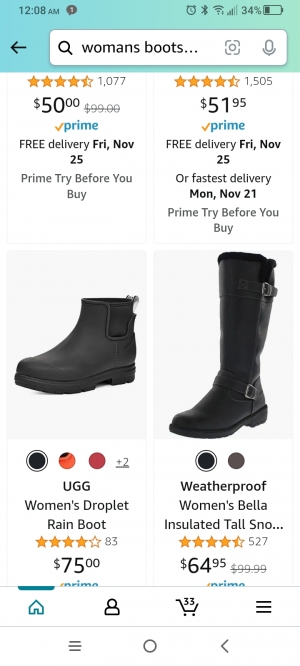 12:08 AM 1 34%
womans boots...
1,077
$50 00 $99.00
prime
FREE delivery Fri, Nov
25
Prime Try Before You
Buy
1,505
$51 95
prime
FREE delivery Fri, Nov
25
Or fastest delivery
Mon, Nov 21
Prime Try Before You
Buy
+2
UGG
Women's Droplet
Rain Boot
83
$75 00
prime
Weatherproof
Women's Bella
Insulated Tall Sno...
527
$64 95 $99.99
prime
33